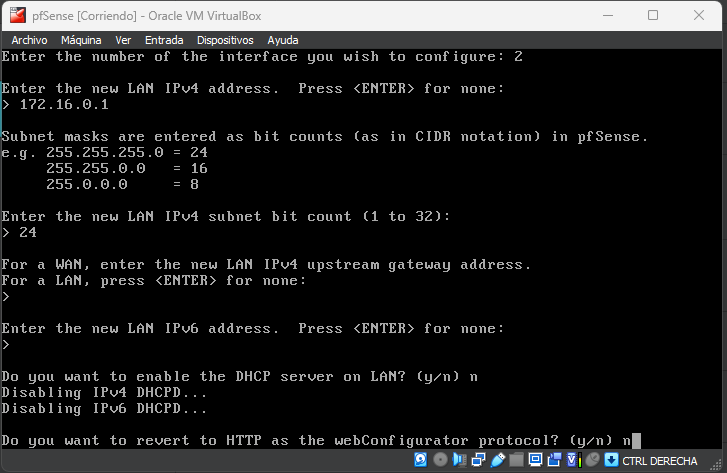 pfSense [Corriendo] - Oracle VM VirtualBox
Archivo Máquina Ver Entrada Dispositivos Ayuda
Enter the number of the interface you wish to configure: 2
Enter the new LAN IPv4 address.  Press <ENTER> for none:
> 172.16.0.1
Subnet masks are entered as bit counts (as in CIDR notation) in pfSense.
e.g. 255.255.255.0 = 24
     255.255.0.0   = 16
     255.0.0.0     = 8
Enter the new LAN IPv4 subnet bit count (1 to 32):
> 24
For a WAN, enter the new LAN IPv4 upstream gateway address.
For a LAN, press <ENTER> for none:
>
Enter the new LAN IPv6 address.  Press <ENTER> for none:
>
Do you want to enable the DHCP server on LAN? (y/n) n
Disabling IPv4 DHCPD...
Disabling IPv6 DHCPD...
Do you want to revert to HTTP as the webConfigurator protocol? (y/n) n
CTRL DERECHA